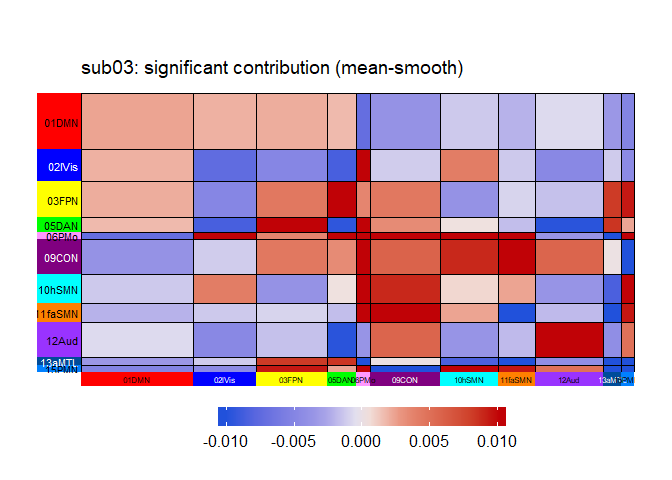 sub03: significant contribution (mean-smooth)
01DMN
02lVis
03FPN
05DAN
06PMo
09CON
10hSMN
11faSMN
12Aud
13aMTL
15PMN
01DMN 02lVis 03FPN 05DAN 06PMo 09CON 10hSMN 11faSMN 12Aud
-0.010 -0.005 0.000 0.005 0.010